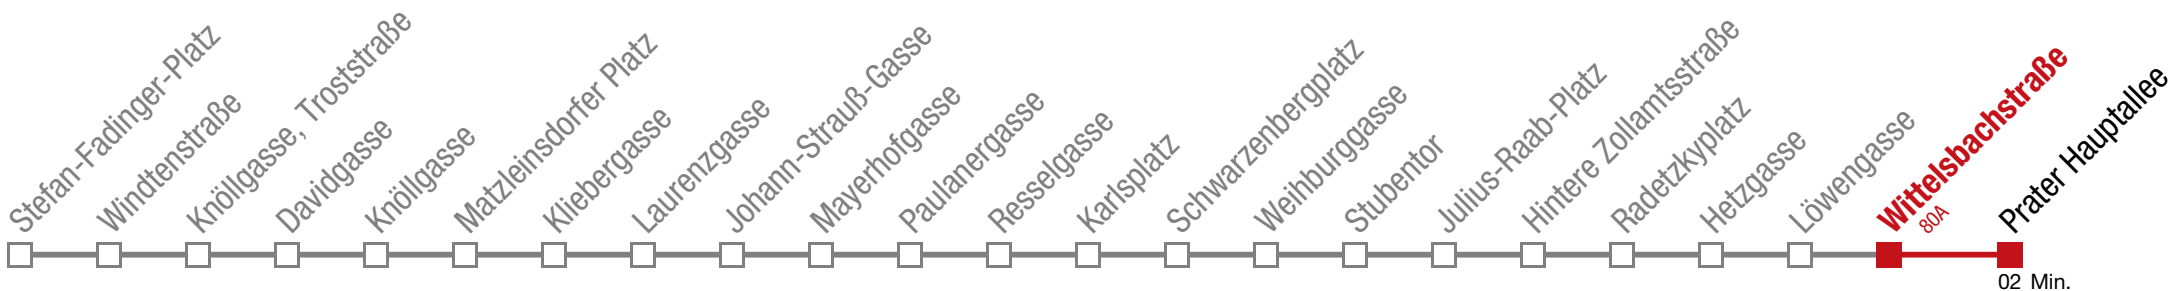 Stefan-Fadinger-Platz
Windtenstraße
Knöllgasse, Troststraße
Davidgasse
Knöllgasse
Matzleinsdorfer Platz
Kliebergasse
Laurenzgasse
Johann-Strauß-Gasse
Mayerhofgasse
Paulanergasse
Resselgasse
Karlsplatz
Schwarzenbergplatz
Weihburggasse
Stubentor
Julius-Raab-Platz
Hintere Zollamtsstraße
Radetzkyplatz
Hetzgasse
Löwengasse
Wittelsbachstraße
80A
Prater Hauptallee
02 Min.